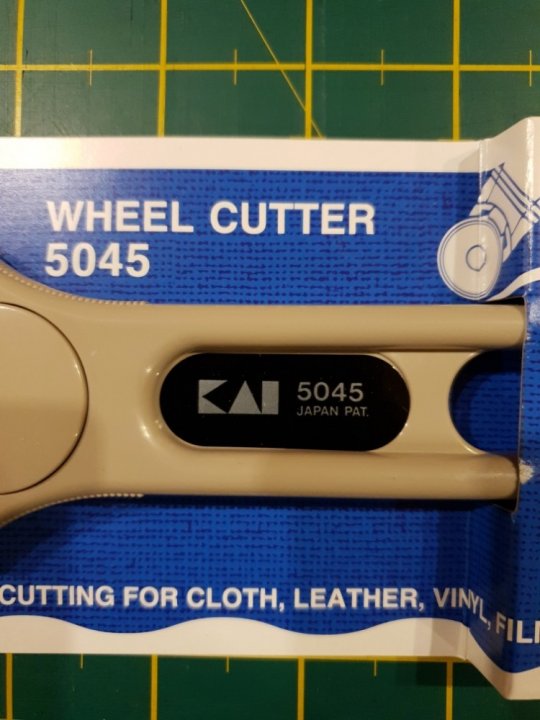 WHEEL CUTTER
5045
KAI 5045
JAPAN PAT.
CUTTING FOR CLOTH, LEATHER, VINYL,